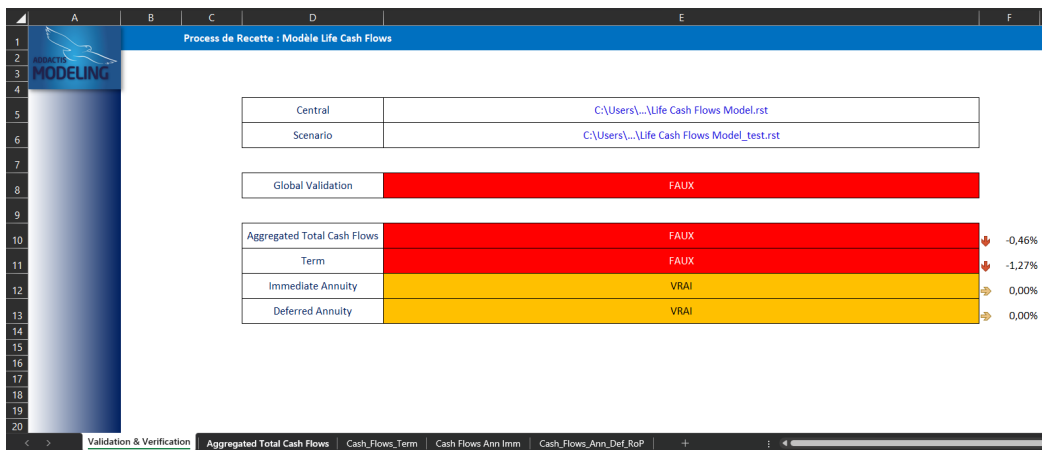 A B C D E F
1 Process de Recette : Modèle Life Cash Flows
2 ADDACTIS
3 MODELING
4
5 Central C:\Users\...\Life Cash Flows Model.rst
6 Scenario C:\Users\...\Life Cash Flows Model_test.rst
7
8 Global Validation FAUX
9
10 Aggregated Total Cash Flows FAUX -0,46%
11 Term FAUX -1,27%
12 Immediate Annuity VRAI 0,00%
13 Deferred Annuity VRAI 0,00%
14
15
16
17
18
19
20
Validation & Verification Aggregated Total Cash Flows Cash_Flows_Term Cash Flows Ann Imm Cash_Flows_Ann_Def_RoP